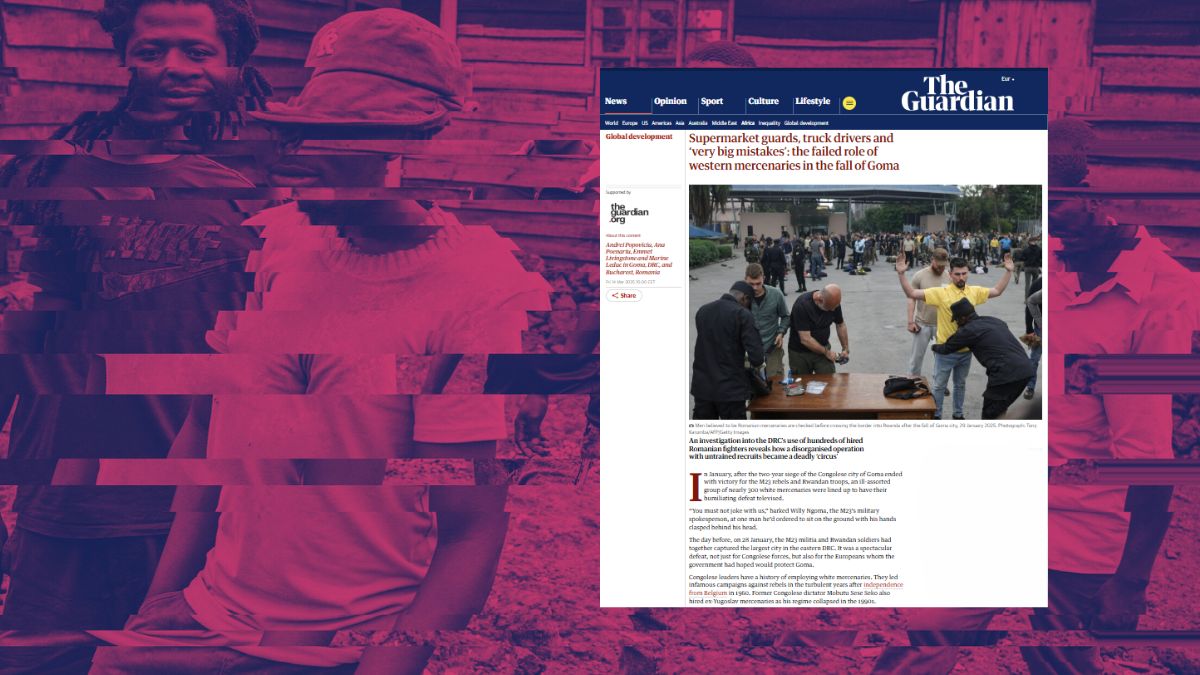 Eur
The
Guardian
News Opinion Sport Culture Lifestyle
World Europe US Americas Asia Australia Middle East Africa Inequality Global development
Global development
Supermarket guards, truck drivers and
‘very big mistakes’: the failed role of
western mercenaries in the fall of Goma
Supported by
the
guardian
.org
About this content
Andrei Popoviciu, Ana
Poenariu, Emmet
Livingstone and Marine
Leduc in Goma, DRC, and
Bucharest, Romania
Fri 14 Mar 2025 10.00 CET
Share
Men believed to be Romanian mercenaries are checked before crossing the border into Rwanda after the fall of Goma city, 29 January 2025. Photograph: Tony
Karumba/AFP/Getty Images
An investigation into the DRC’s use of hundreds of hired
Romanian fighters reveals how a disorganised operation
with untrained recruits became a deadly ‘circus’
In January, after the two-year siege of the Congolese city of Goma ended
with victory for the M23 rebels and Rwandan troops, an ill-assorted
group of nearly 300 white mercenaries were lined up to have their
humiliating defeat televised.
“You must not joke with us,” barked Willy Ngoma, the M23’s military
spokesperson, at one man he’d ordered to sit on the ground with his hands
clasped behind his head.
The day before, on 28 January, the M23 militia and Rwandan soldiers had
together captured the largest city in the eastern DRC. It was a spectacular
defeat, not just for Congolese forces, but also for the Europeans whom the
government had hoped would protect Goma.
Congolese leaders have a history of employing white mercenaries. They led
infamous campaigns against rebels in the turbulent years after independence
from Belgium in 1960. Former Congolese dictator Mobutu Sese Seko also
hired ex-Yugoslav mercenaries as his regime collapsed in the 1990s.